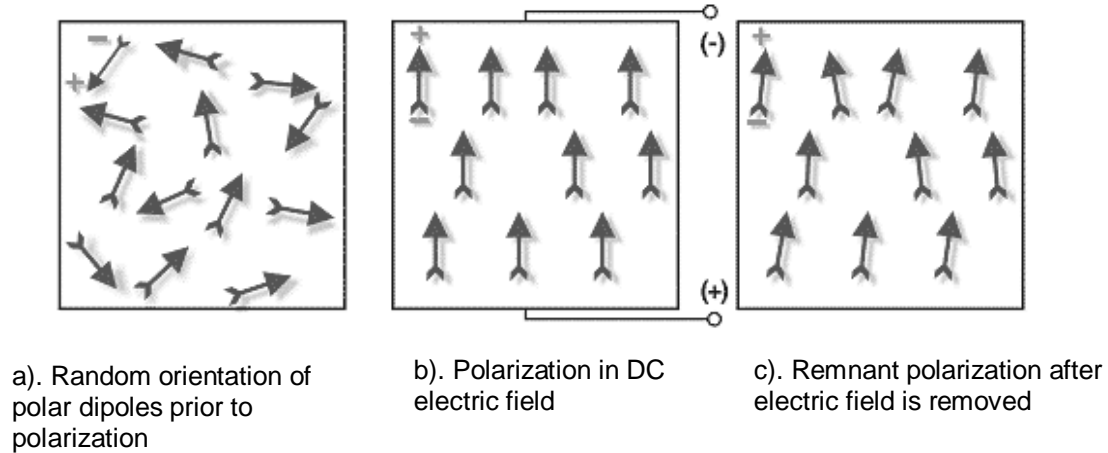 −
+
+
−
(-)
(+)
+
−
a). Random orientation of
polar dipoles prior to
polarization
b). Polarization in DC
electric field
c). Remnant polarization after
electric field is removed